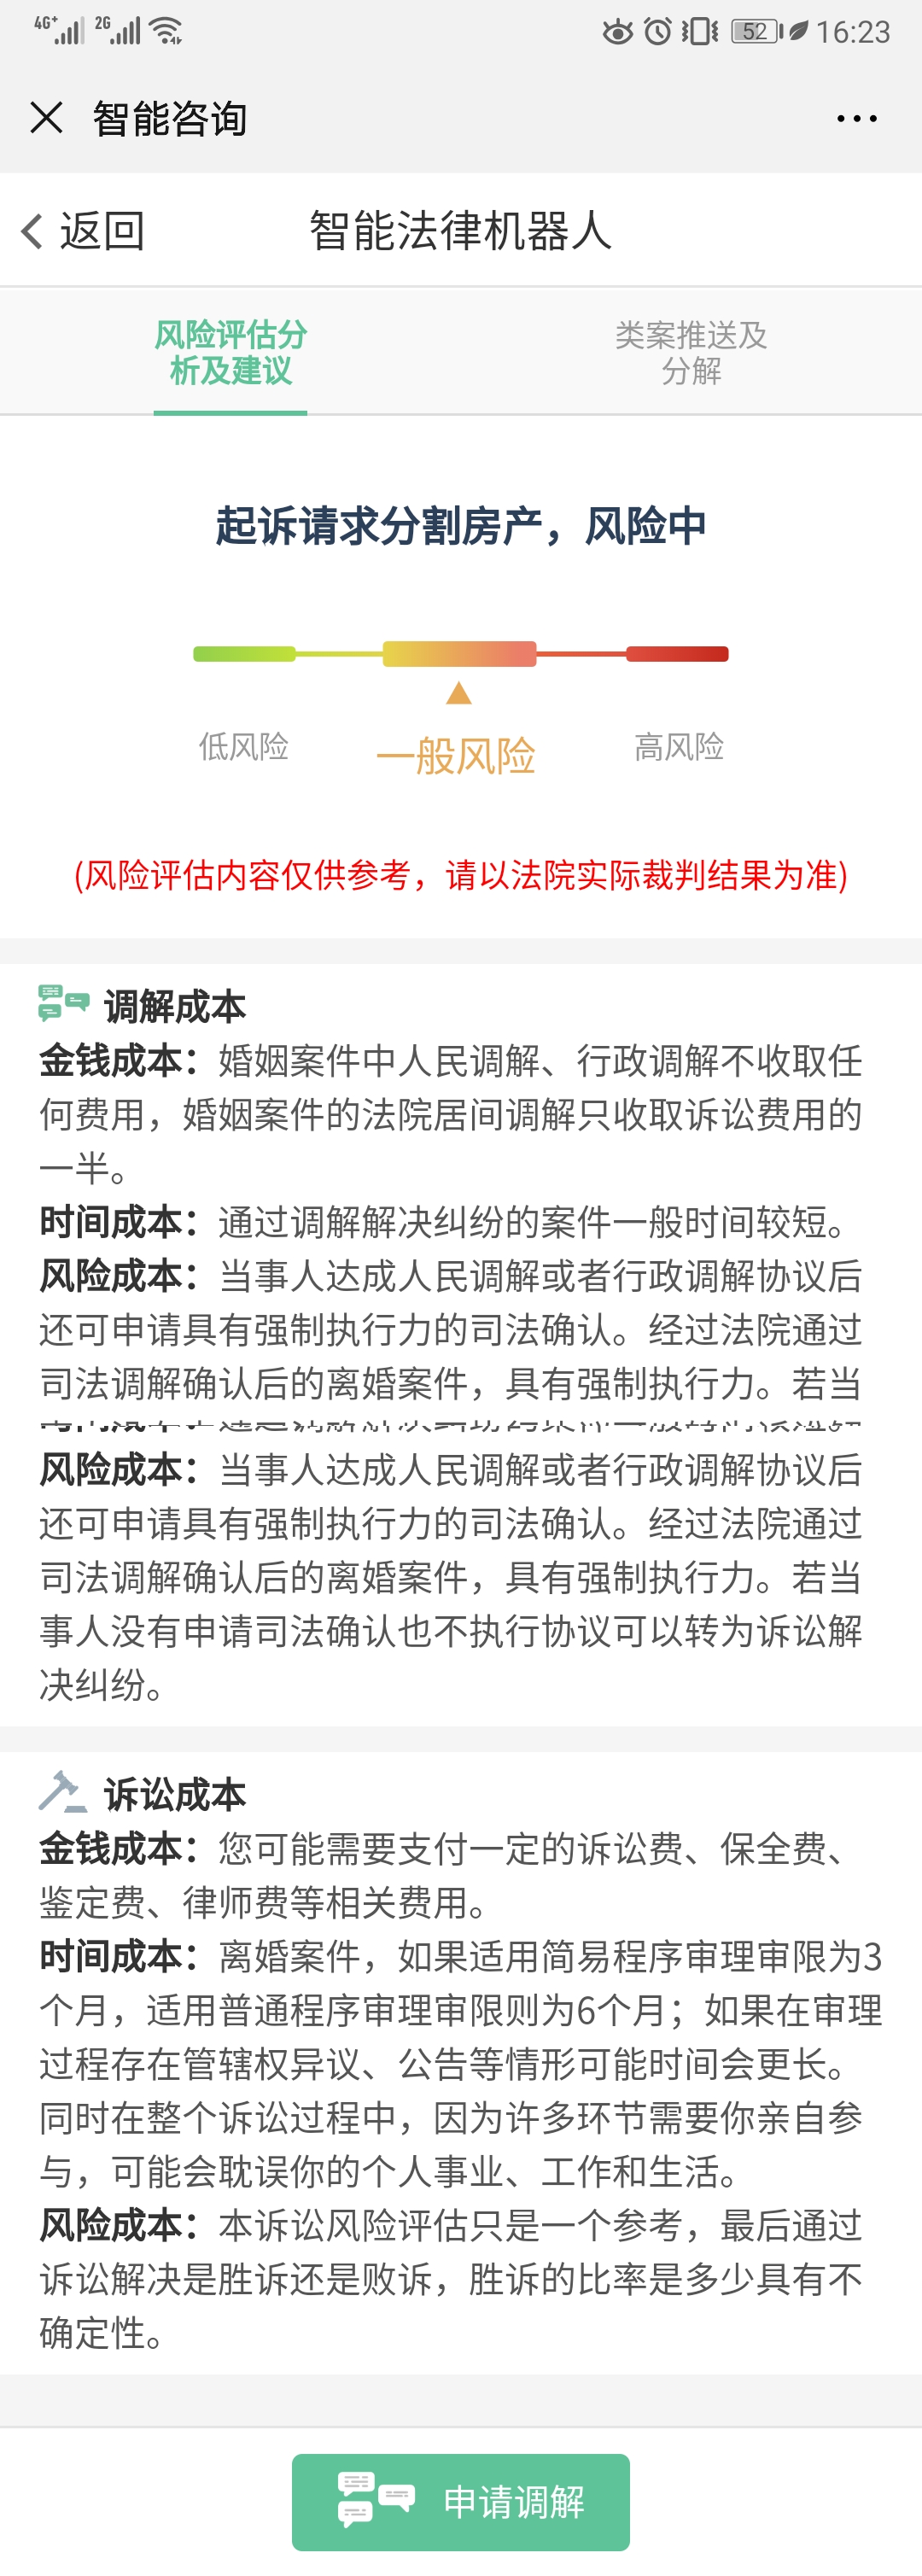 4G+ 2G 52 16:23
智能咨询
返回 智能法律机器人
风险评估分
析及建议
类案推送及
分解
起诉请求分割房产，风险中
低风险 一般风险 高风险
(风险评估内容仅供参考，请以法院实际裁判结果为准)
调解成本
金钱成本：婚姻案件中人民调解、行政调解不收取任
何费用，婚姻案件的法院居间调解只收取诉讼费用的
一半。
时间成本：通过调解解决纠纷的案件一般时间较短。
风险成本：当事人达成人民调解或者行政调解协议后
还可申请具有强制执行力的司法确认。经过法院通过
司法调解确认后的离婚案件，具有强制执行力。若当
风险成本：当事人达成人民调解或者行政调解协议后
还可申请具有强制执行力的司法确认。经过法院通过
司法调解确认后的离婚案件，具有强制执行力。若当
事人没有申请司法确认也不执行协议可以转为诉讼解
决纠纷。
诉讼成本
金钱成本：您可能需要支付一定的诉讼费、保全费、
鉴定费、律师费等相关费用。
时间成本：离婚案件，如果适用简易程序审理审限为3
个月，适用普通程序审理审限则为6个月；如果在审理
过程存在管辖权异议、公告等情形可能时间会更长。
同时在整个诉讼过程中，因为许多环节需要你亲自参
与，可能会耽误你的个人事业、工作和生活。
风险成本：本诉讼风险评估只是一个参考，最后通过
诉讼解决是胜诉还是败诉，胜诉的比率是多少具有不
确定性。
申请调解